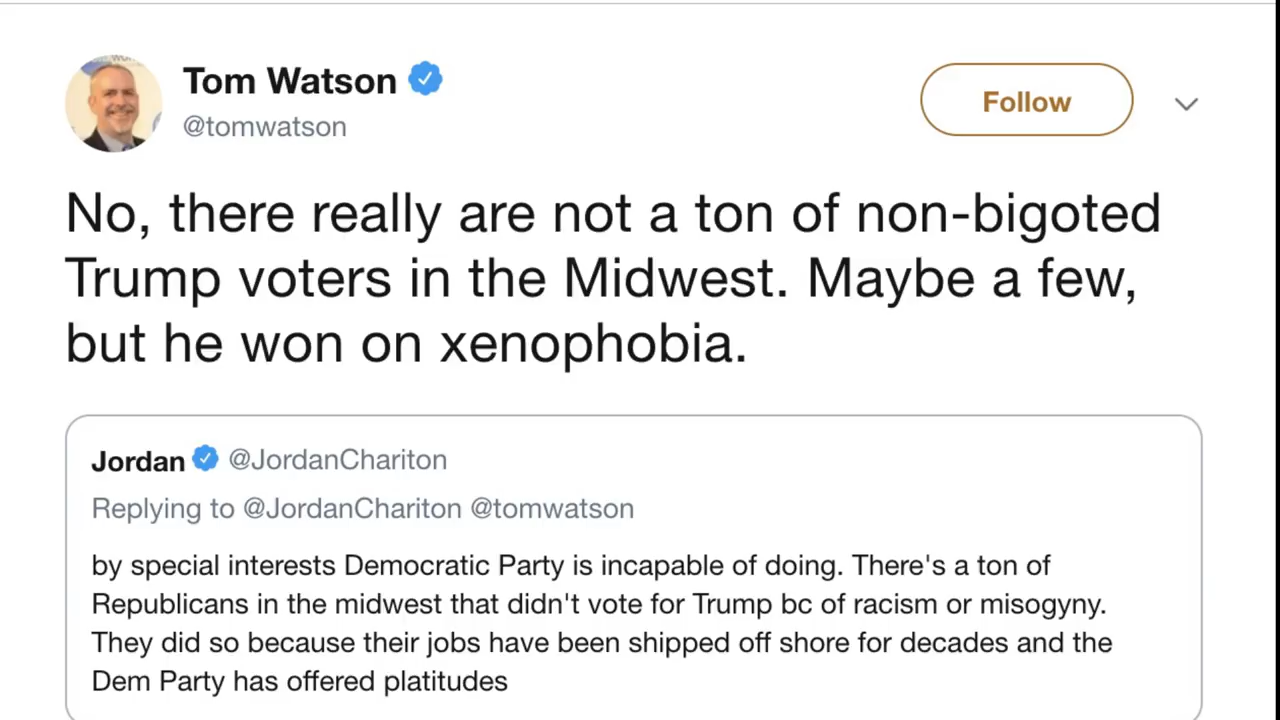 Tom Watson
@tomwatson
Follow
No, there really are not a ton of non-bigoted
Trump voters in the Midwest. Maybe a few,
but he won on xenophobia.
Jordan @JordanChariton
Replying to @JordanChariton @tomwatson
by special interests Democratic Party is incapable of doing. There's a ton of
Republicans in the midwest that didn't vote for Trump bc of racism or misogyny.
They did so because their jobs have been shipped off shore for decades and the
Dem Party has offered platitudes